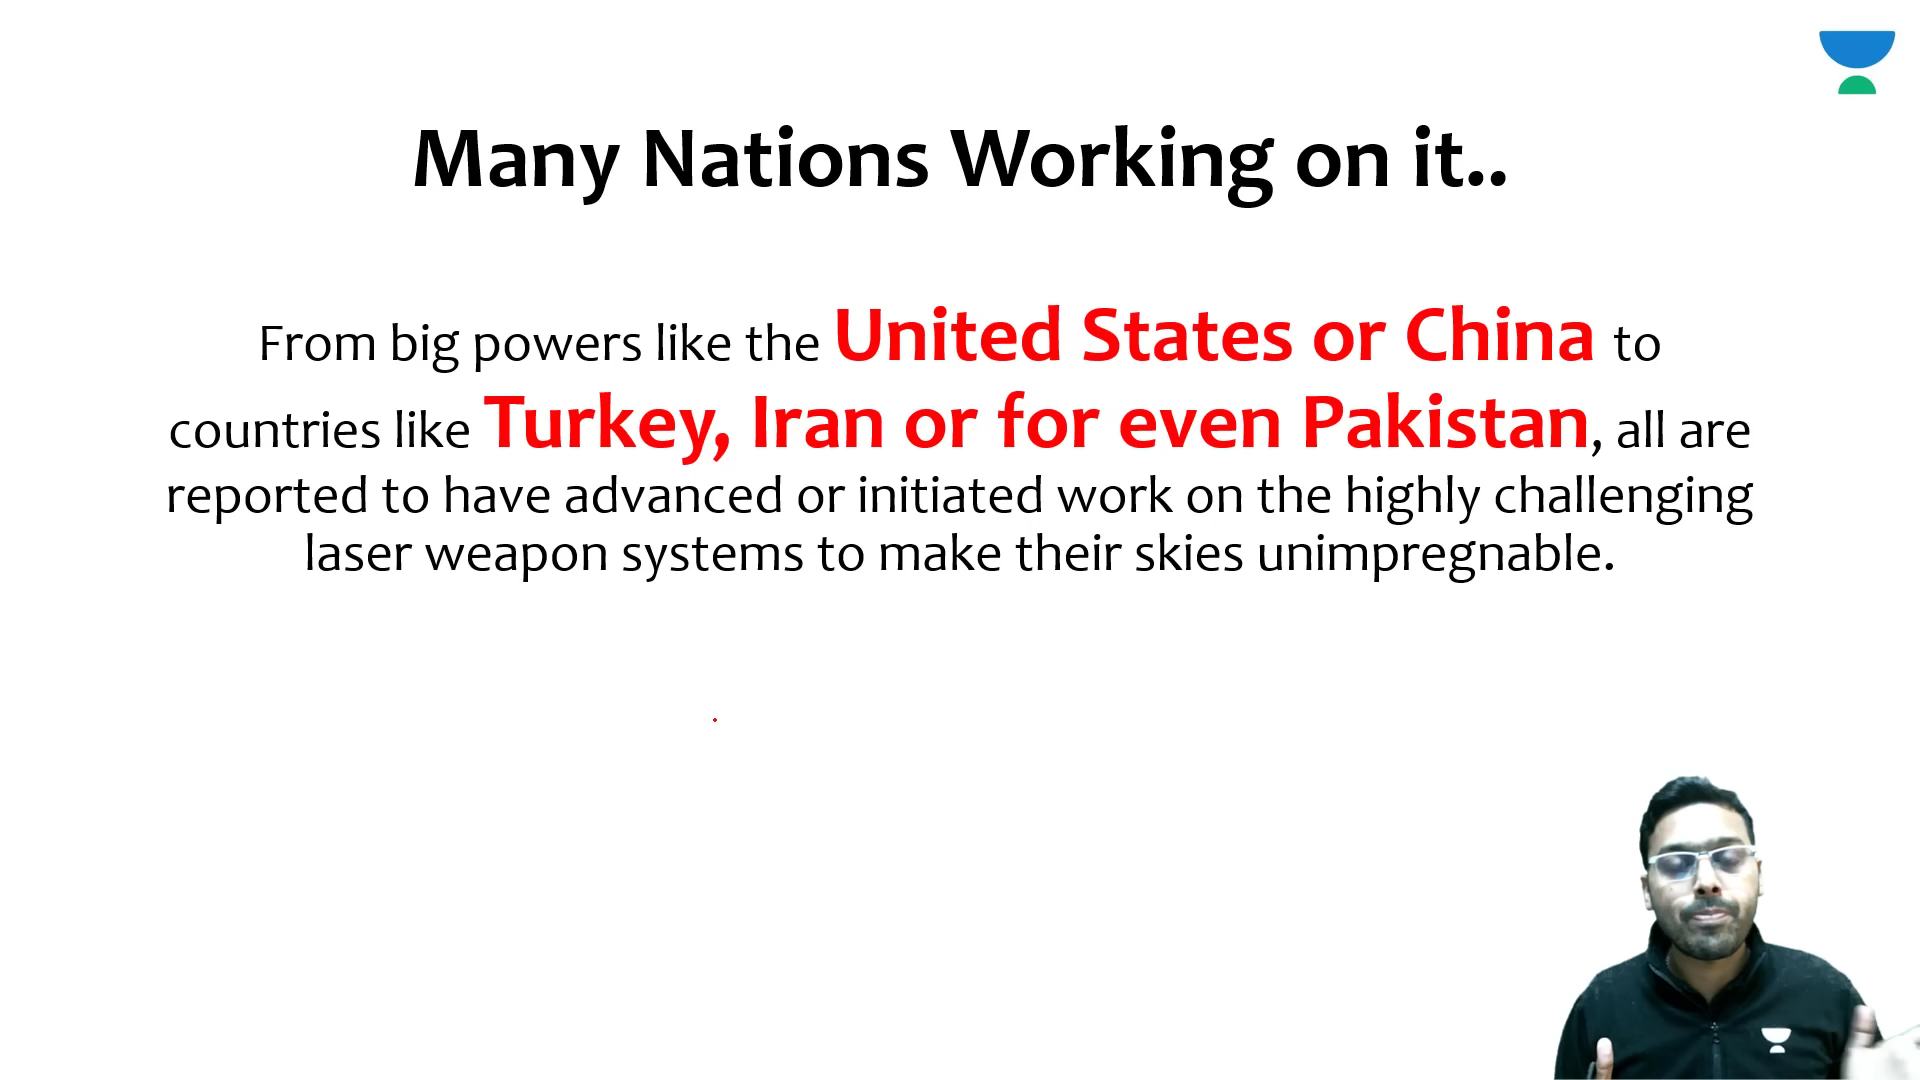 Many Nations Working on it..
From big powers like the United States or China to
countries like Turkey, Iran or for even Pakistan, all are
reported to have advanced or initiated work on the highly challenging
laser weapon systems to make their skies unimpregnable.